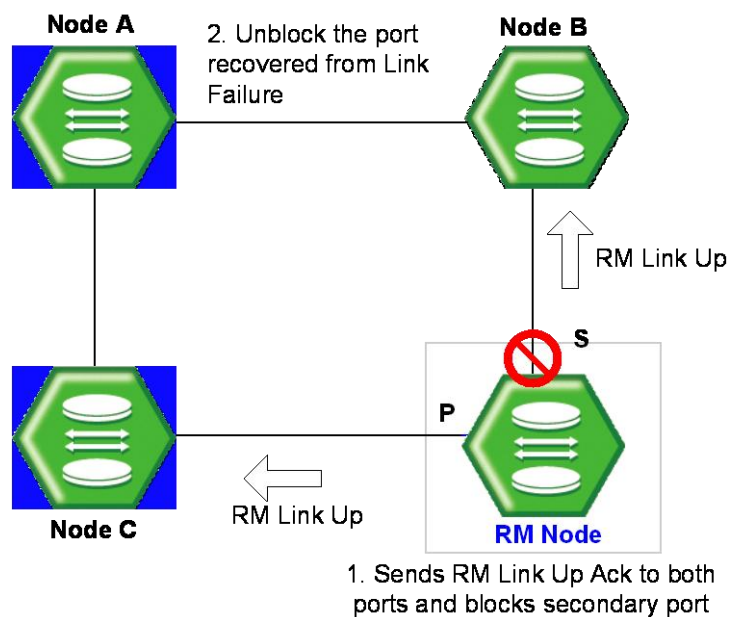 Node A
2. Unblock the port
recovered from Link
Failure
Node B
RM Link Up
S
P
RM Link Up
Node C
RM Node
1. Sends RM Link Up Ack to both
ports and blocks secondary port